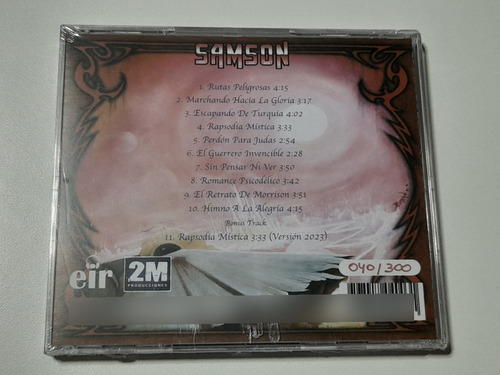 SAMSON
1. Rutas Peligrosas 4:15
2. Marchando Hacia La Gloria 3:17
3. Escapando De Turquia 4:02
4. Rapsodia Mística 3:33
5. Perdón Para Judas 2:54
6. El Guerrero Invencible 2:28
7. Sin Pensar Ni Ver 3:50
8. Romance Psicodélico 3:42
9. El Retrato De Morrison 3:51
10. Himno A La Alegría 4:15
Bonus Track
11. Rapsodia Mística 3:33 (Versión 2023)
eir
2M
PRODUCCIONES
040/300